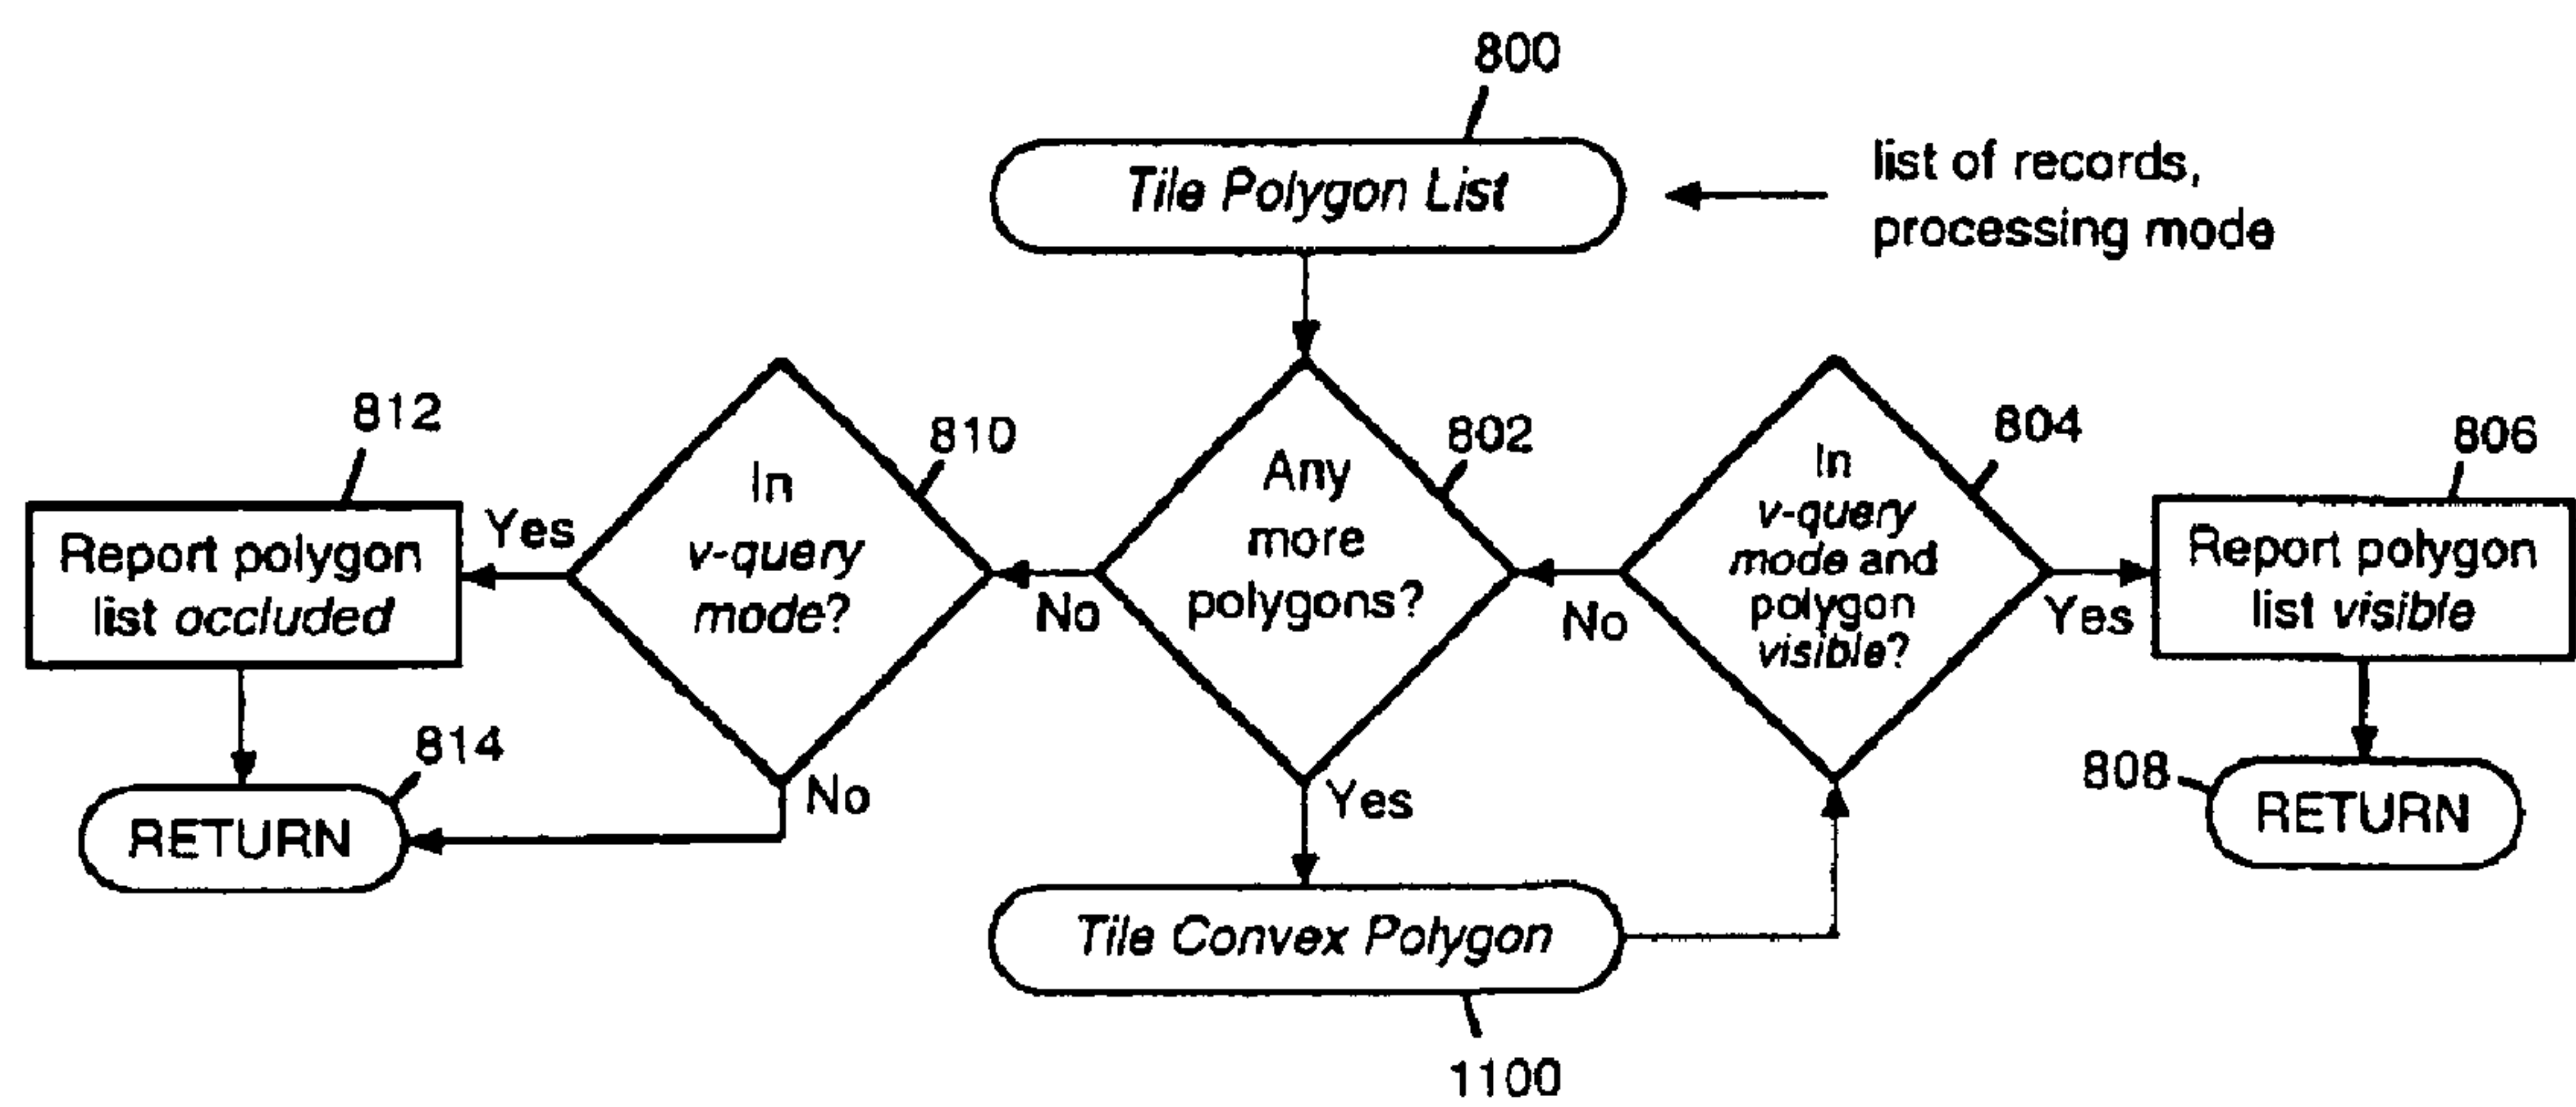 800
Tile Polygon List
list of records,
processing mode
812
810
802
804
806
In
v-query
mode?
Any
more
polygons?
In
v-query
mode and
polygon
visible?
Report polygon
list occluded
Yes
No
No
Yes
Report polygon
list visible
814
RETURN
No
Yes
808
RETURN
Tile Convex Polygon
1100